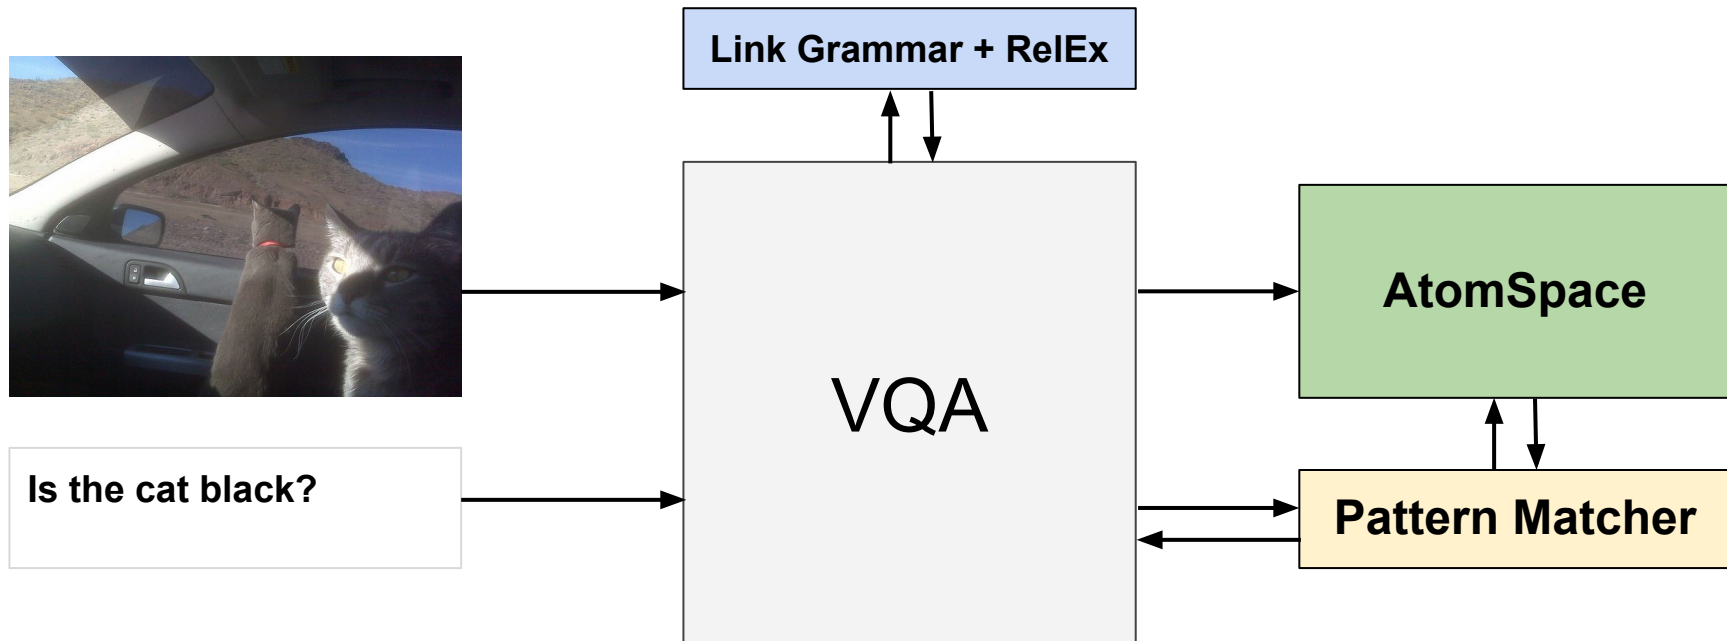 Link Grammar + RelEx
AtomSpace
VQA
Is the cat black?
Pattern Matcher